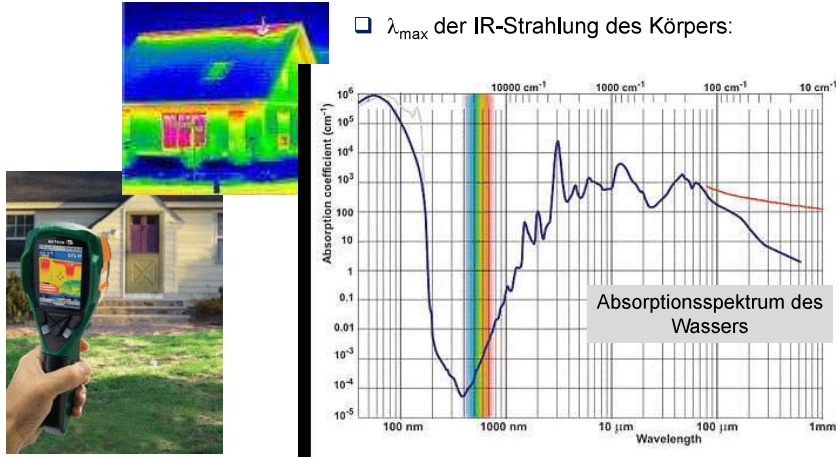 ❑ λmax der IR-Strahlung des Körpers:
10000 cm⁻¹ 1000 cm⁻¹ 100 cm⁻¹ 10 cm⁻¹
Absorption coefficient (cm⁻¹)
10⁶
10⁵
10⁴
10³
100
10
1
0.1
0.01
10⁻³
10⁻⁴
10⁻⁵
Absorptionsspektrum des
Wassers
100 nm 1000 nm 10 µm 100 µm 1mm
Wavelength
EXTECH